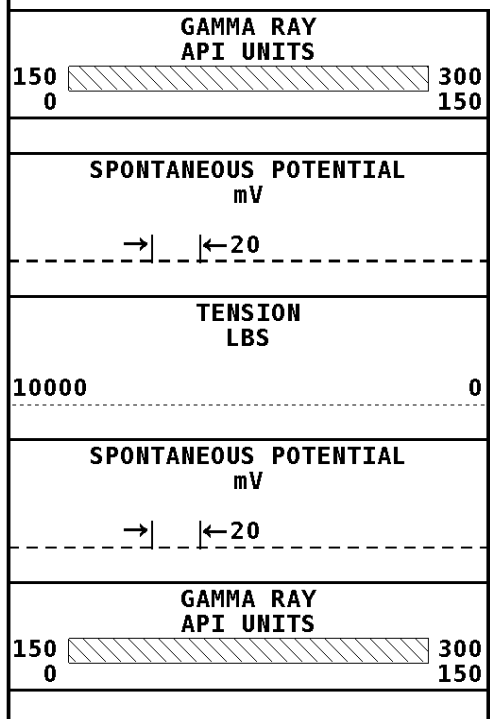 GAMMA RAY
API UNITS
150 300
0 150
SPONTANEOUS POTENTIAL
mV
→| |←20
TENSION
LBS
10000 0
SPONTANEOUS POTENTIAL
mV
→| |←20
GAMMA RAY
API UNITS
150 300
0 150